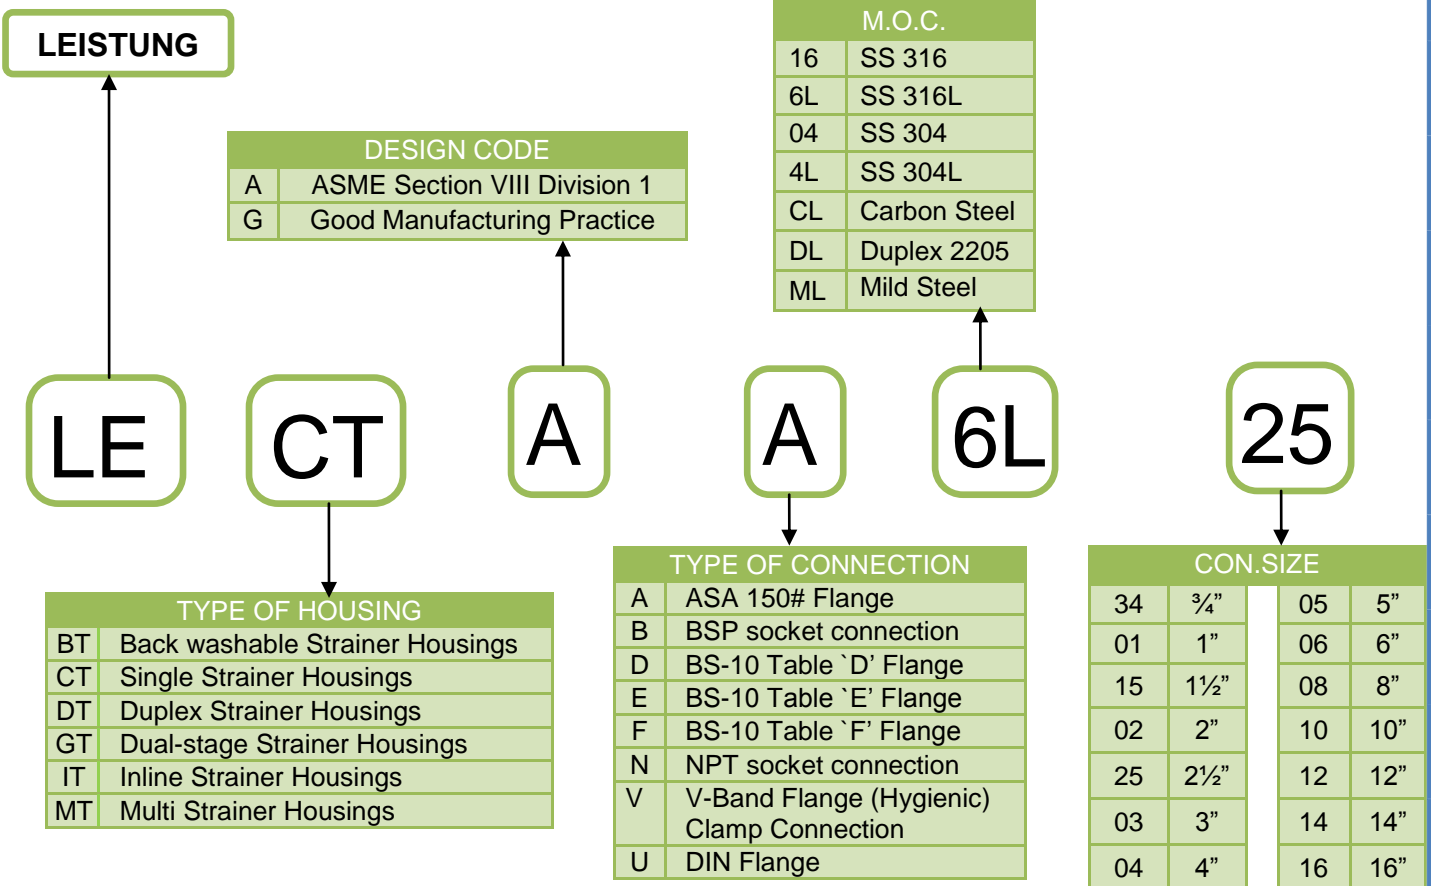 LEISTUNG
M.O.C.
16 SS 316
6L SS 316L
04 SS 304
4L SS 304L
CL Carbon Steel
DL Duplex 2205
ML Mild Steel
DESIGN CODE
A ASME Section VIII Division 1
G Good Manufacturing Practice
LE CT A A 6L 25
TYPE OF HOUSING
BT Back washable Strainer Housings
CT Single Strainer Housings
DT Duplex Strainer Housings
GT Dual-stage Strainer Housings
IT Inline Strainer Housings
MT Multi Strainer Housings
TYPE OF CONNECTION
A ASA 150# Flange
B BSP socket connection
D BS-10 Table `D’ Flange
E BS-10 Table `E’ Flange
F BS-10 Table `F’ Flange
N NPT socket connection
V V-Band Flange (Hygienic)
Clamp Connection
U DIN Flange
CON.SIZE
34 ¾” 05 5”
01 1” 06 6”
15 1½” 08 8”
02 2” 10 10”
25 2½” 12 12”
03 3” 14 14”
04 4” 16 16”